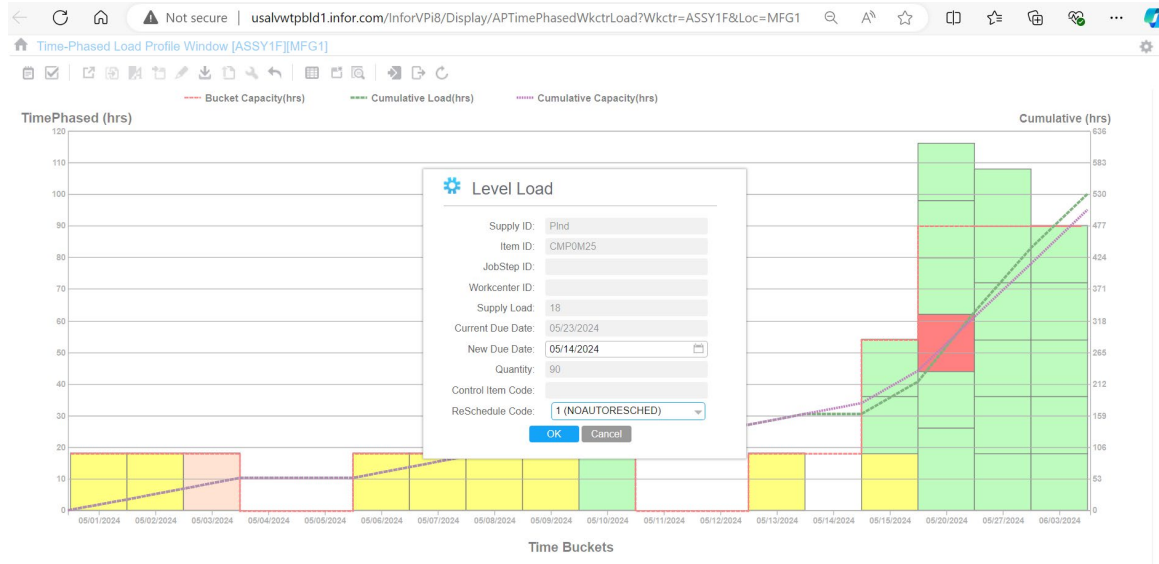 Not secure
usalvwtpbld1.infor.com/InforVPi8/Display/APTimePhasedWkctrLoad?Wkctr=ASSY1F&Loc=MFG1
Time-Phased Load Profile Window [ASSY1F][MFG1]
Bucket Capacity(hrs) Cumulative Load(hrs) Cumulative Capacity(hrs)
TimePhased (hrs) Cumulative (hrs)
120 636
110 583
100 530
90 477
80 424
70 371
60 318
50 265
40 212
30 159
20 106
10 53
0 0
Level Load
Supply ID: Plnd
Item ID: CMP0M25
JobStep ID:
Workcenter ID:
Supply Load: 18
Current Due Date: 05/23/2024
New Due Date: 05/14/2024
Quantity: 90
Control Item Code:
ReSchedule Code: 1 (NOAUTORESCHED)
OK Cancel
05/01/2024 05/02/2024 05/03/2024 05/04/2024 05/05/2024 05/06/2024 05/07/2024 05/08/2024 05/09/2024 05/10/2024 05/11/2024 05/12/2024 05/13/2024 05/14/2024 05/15/2024 05/20/2024 05/27/2024 06/03/2024
Time Buckets